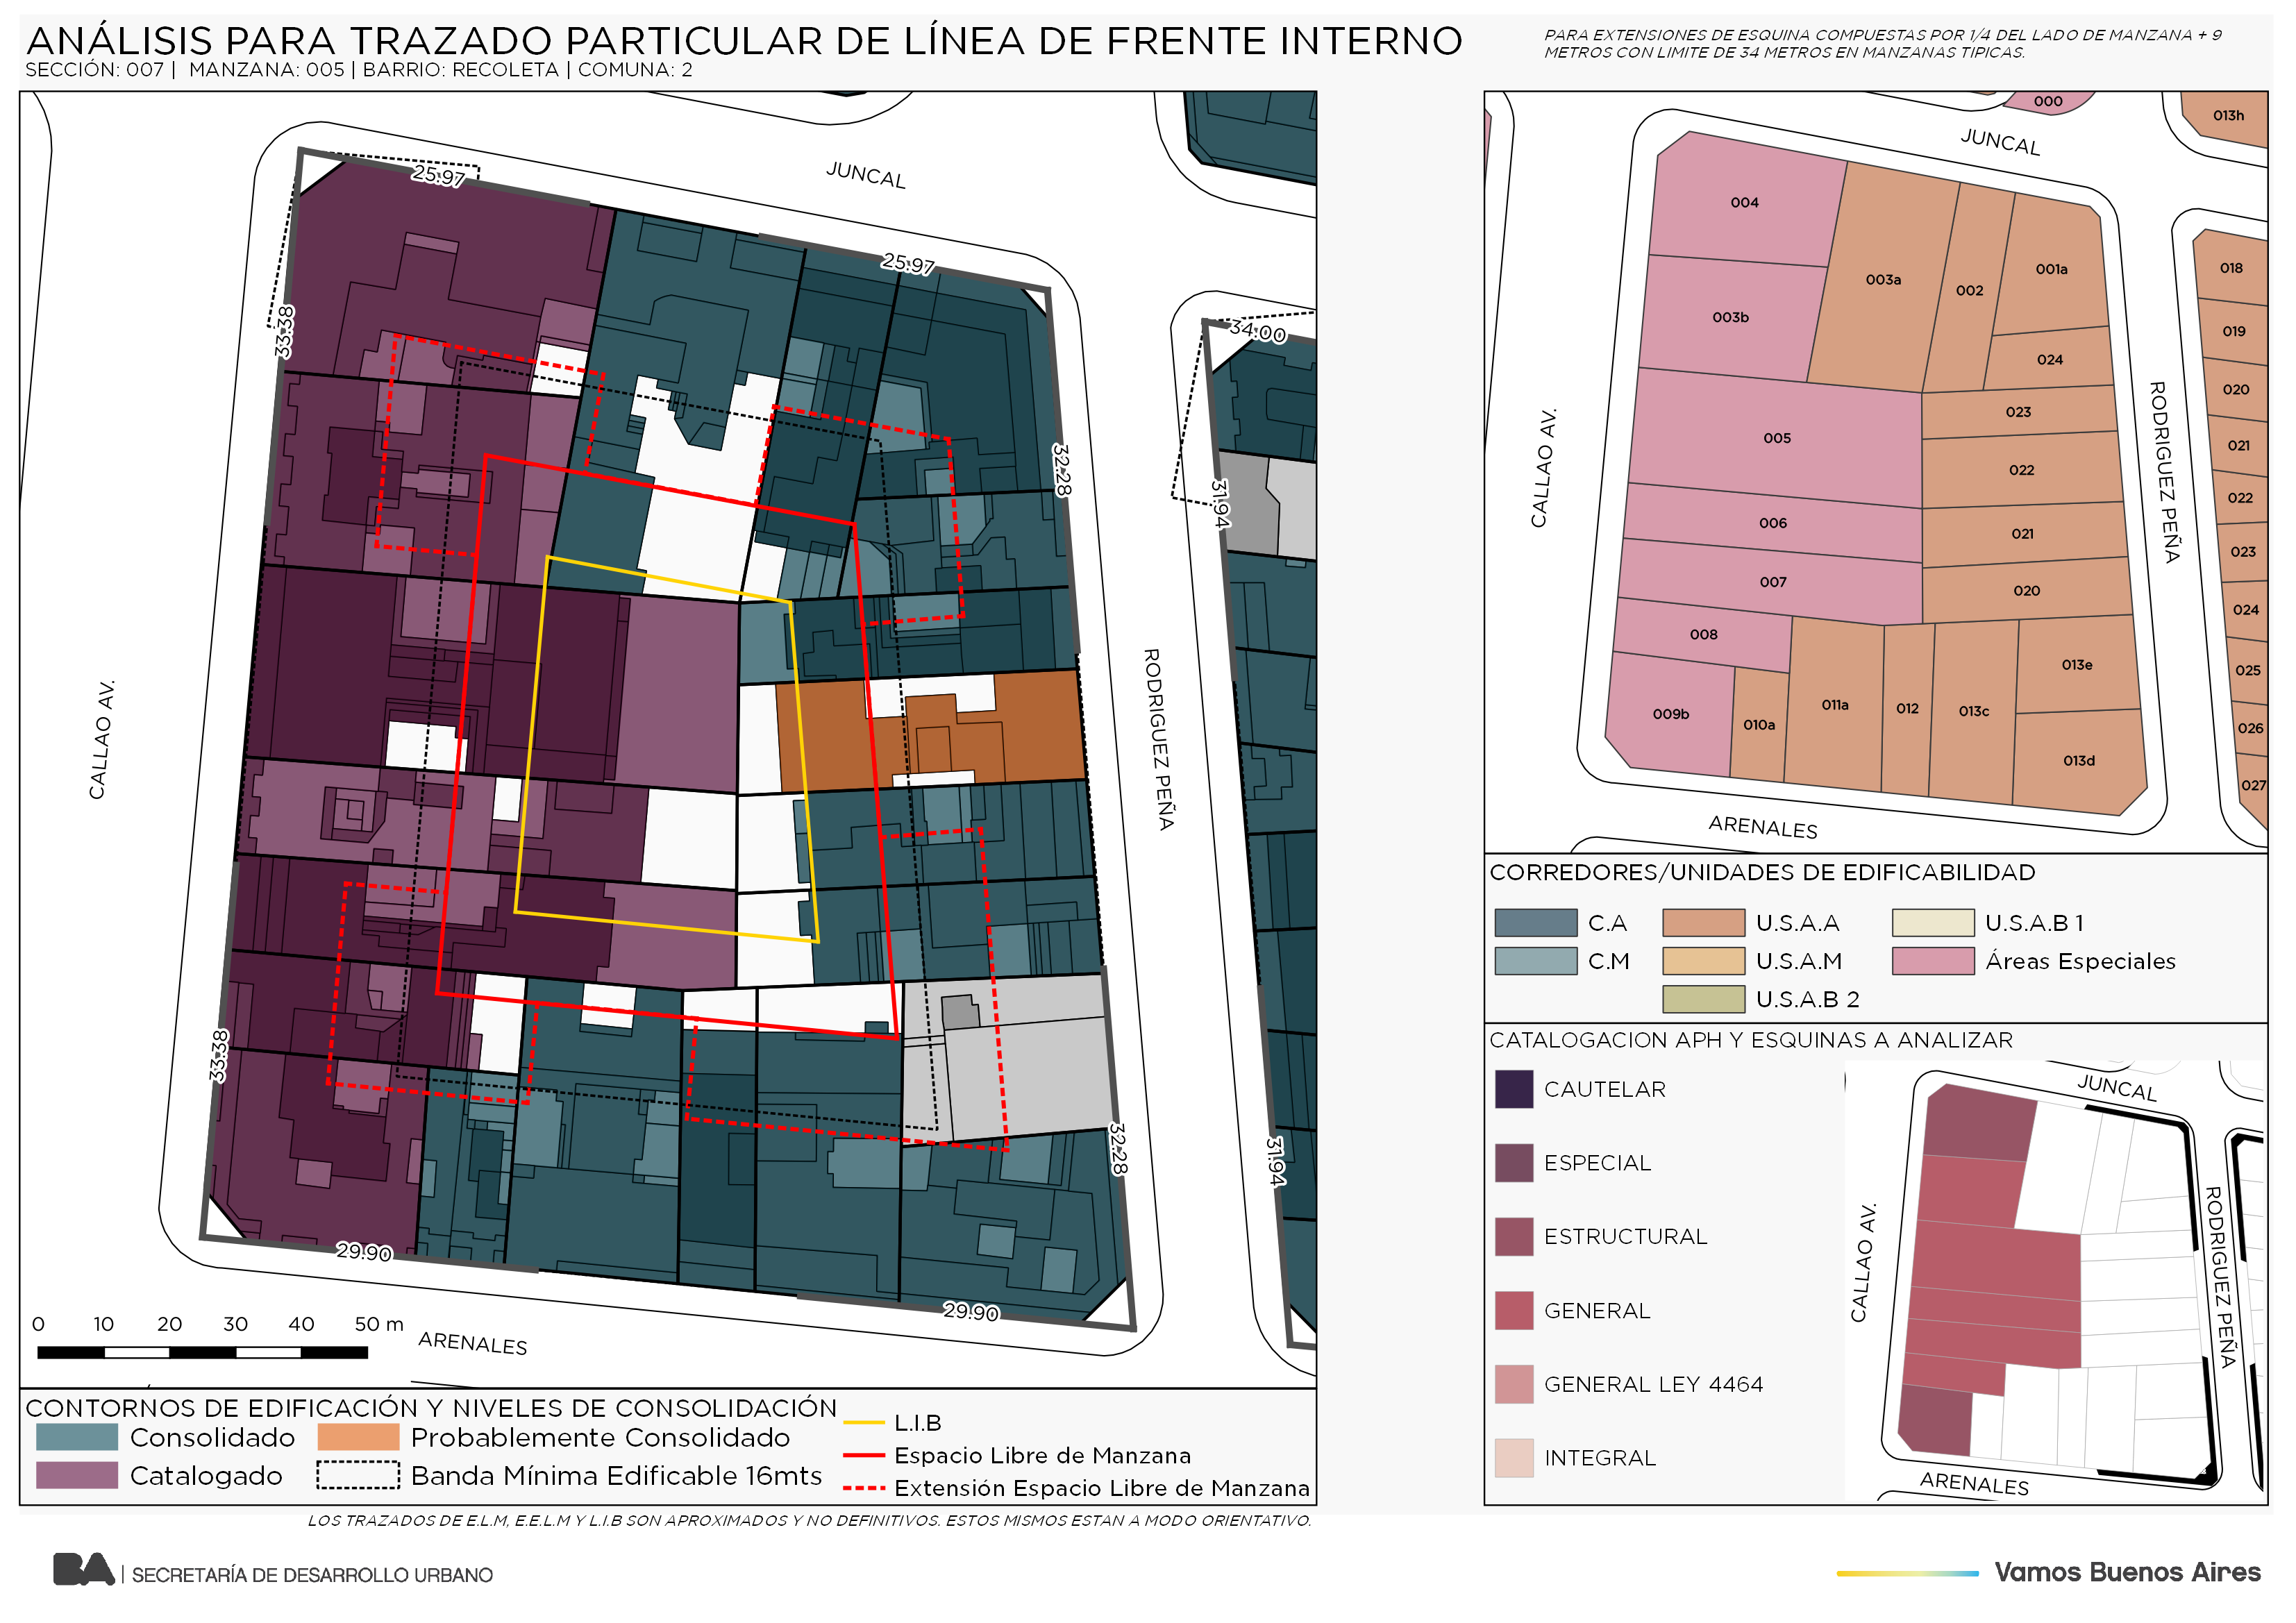 ANÁLISIS PARA TRAZADO PARTICULAR DE LÍNEA DE FRENTE INTERNO
SECCIÓN: 007 | MANZANA: 005 | BARRIO: RECOLETA | COMUNA: 2
PARA EXTENSIONES DE ESQUINA COMPUESTAS POR 1/4 DEL LADO DE MANZANA + 9
METROS CON LIMITE DE 34 METROS EN MANZANAS TIPICAS.
JUNCAL
25.97
25.97
33.38
34.00
32.28
31.94
CALLAO AV.
RODRIGUEZ PEÑA
33.38
32.28
31.94
29.90
29.90
ARENALES
0 10 20 30 40 50 m
CONTORNOS DE EDIFICACIÓN Y NIVELES DE CONSOLIDACIÓN
Consolidado
Probablemente Consolidado
Catalogado
Banda Mínima Edificable 16mts
L.I.B
Espacio Libre de Manzana
Extensión Espacio Libre de Manzana
LOS TRAZADOS DE E.L.M, E.E.L.M Y L.I.B SON APROXIMADOS Y NO DEFINITIVOS. ESTOS MISMOS ESTAN A MODO ORIENTATIVO.
000
013h
JUNCAL
004
003a
002
001a
018
003b
024
019
020
005
023
021
022
022
006
021
023
007
020
024
008
013e
025
009b
010a
011a
012
013c
013d
026
027
CALLAO AV.
RODRIGUEZ PEÑA
ARENALES
CORREDORES/UNIDADES DE EDIFICABILIDAD
C.A
U.S.A.A
U.S.A.B 1
C.M
U.S.A.M
Áreas Especiales
U.S.A.B 2
CATALOGACION APH Y ESQUINAS A ANALIZAR
CAUTELAR
ESPECIAL
ESTRUCTURAL
GENERAL
GENERAL LEY 4464
INTEGRAL
JUNCAL
CALLAO AV.
RODRIGUEZ PEÑA
ARENALES
BA | SECRETARÍA DE DESARROLLO URBANO
Vamos Buenos Aires